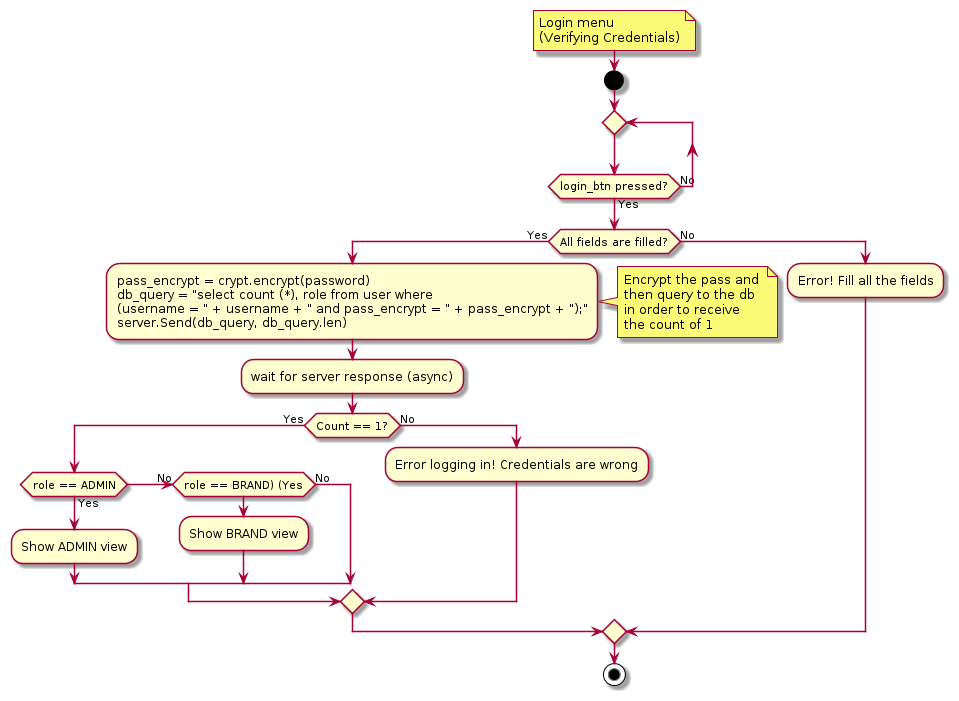 Login menu
(Verifying Credentials)
login_btn pressed?
No
Yes
Yes
All fields are filled?
No
pass_encrypt = crypt.encrypt(password)
db_query = "select count (*), role from user where
(username = " + username + " and pass_encrypt = " + pass_encrypt + ");"
server.Send(db_query, db_query.len)
Encrypt the pass and
then query to the db
in order to receive
the count of 1
Error! Fill all the fields
wait for server response (async)
Yes
Count == 1?
No
Error logging in! Credentials are wrong
role == ADMIN
No
role == BRAND) (Yes
No
Yes
Show ADMIN view
Show BRAND view